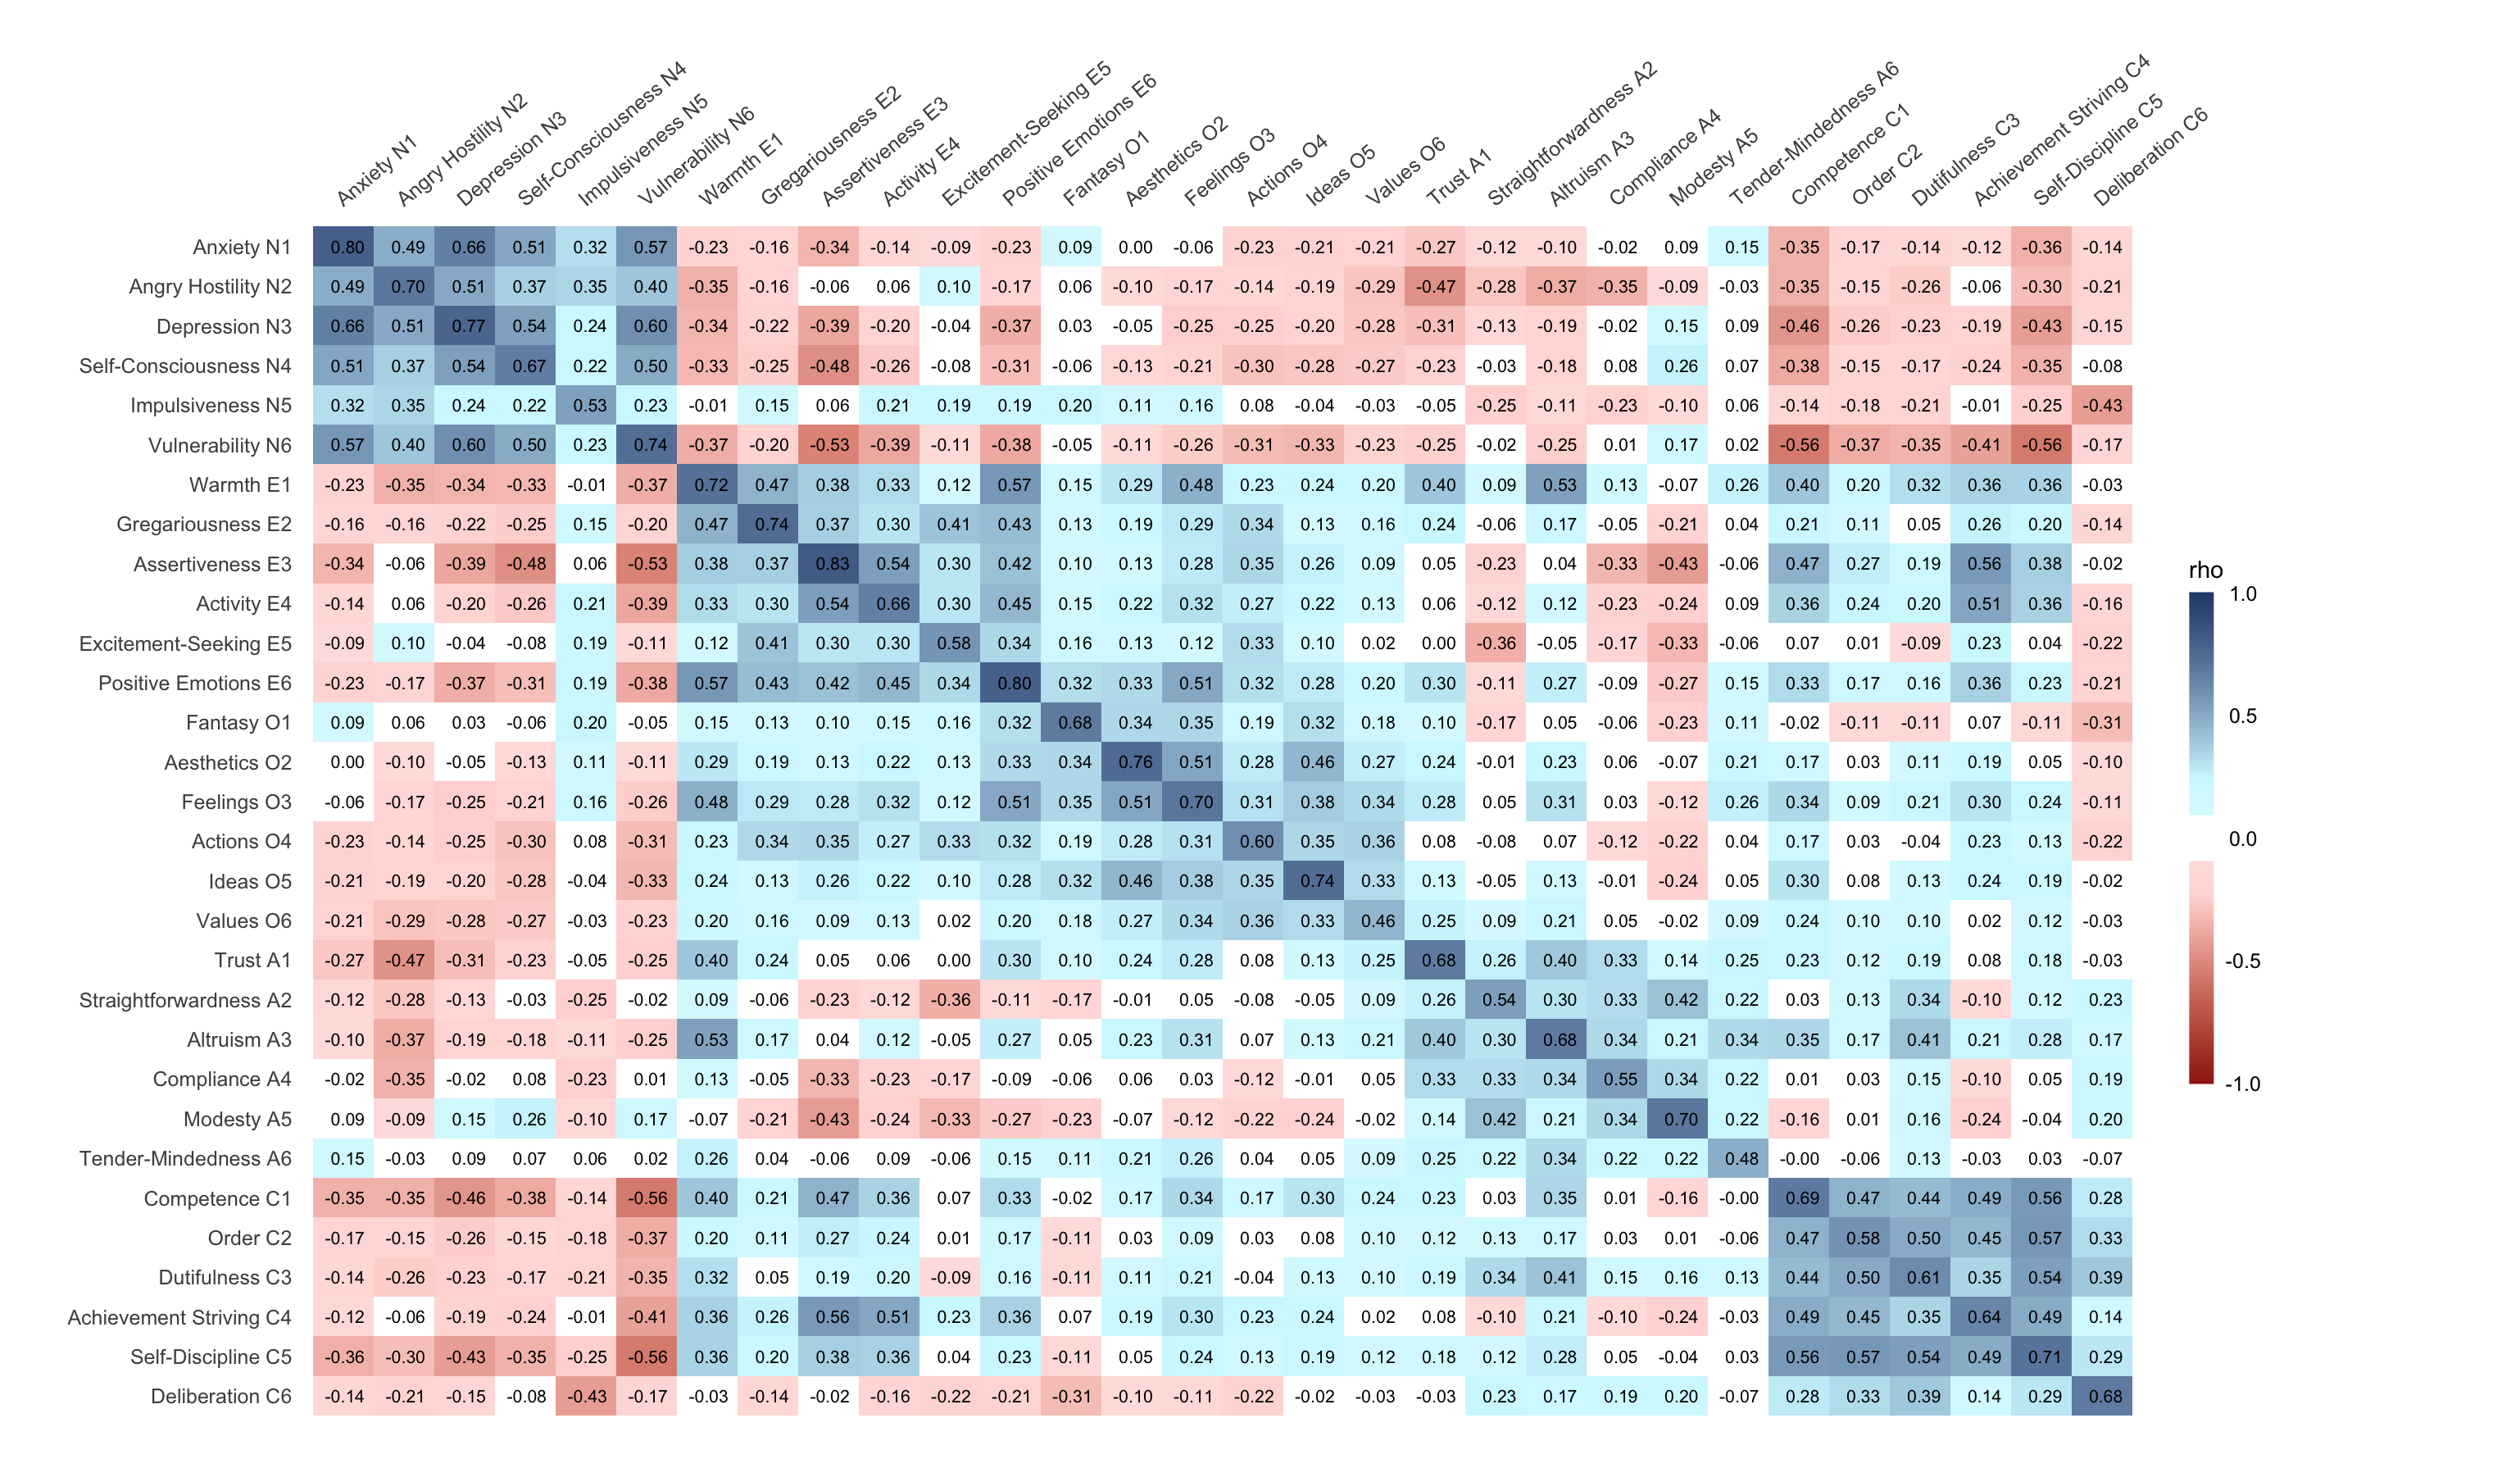 Anxiety N1
Angry Hostility N2
Depression N3
Self-Consciousness N4
Impulsiveness N5
Vulnerability N6
Warmth E1
Gregariousness E2
Assertiveness E3
Activity E4
Excitement-Seeking E5
Positive Emotions E6
Fantasy O1
Aesthetics O2
Feelings O3
Actions O4
Ideas O5
Values O6
Trust A1
Straightforwardness A2
Altruism A3
Compliance A4
Modesty A5
Tender-Mindedness A6
Competence C1
Order C2
Dutifulness C3
Achievement Striving C4
Self-Discipline C5
Deliberation C6
Anxiety N1 0.80 0.49 0.66 0.51 0.32 0.57 -0.23 -0.16 -0.34 -0.14 -0.09 -0.23 0.09 0.00 -0.06 -0.23 -0.21 -0.21 -0.27 -0.12 -0.10 -0.02 0.09 0.15 -0.35 -0.17 -0.14 -0.12 -0.36 -0.14
Angry Hostility N2 0.49 0.70 0.51 0.37 0.35 0.40 -0.35 -0.16 -0.06 0.06 0.10 -0.17 0.06 -0.10 -0.17 -0.14 -0.19 -0.29 -0.47 -0.28 -0.37 -0.35 -0.09 -0.03 -0.35 -0.15 -0.26 -0.06 -0.30 -0.21
Depression N3 0.66 0.51 0.77 0.54 0.24 0.60 -0.34 -0.22 -0.39 -0.20 -0.04 -0.37 0.03 -0.05 -0.25 -0.25 -0.20 -0.28 -0.31 -0.13 -0.19 -0.02 0.15 0.09 -0.46 -0.26 -0.23 -0.19 -0.43 -0.15
Self-Consciousness N4 0.51 0.37 0.54 0.67 0.22 0.50 -0.33 -0.25 -0.48 -0.26 -0.08 -0.31 -0.06 -0.13 -0.21 -0.30 -0.28 -0.27 -0.23 -0.03 -0.18 0.08 0.26 0.07 -0.38 -0.15 -0.17 -0.24 -0.35 -0.08
Impulsiveness N5 0.32 0.35 0.24 0.22 0.53 0.23 -0.01 0.15 0.06 0.21 0.19 0.19 0.20 0.11 0.16 0.08 -0.04 -0.03 -0.05 -0.25 -0.11 -0.23 -0.10 0.06 -0.14 -0.18 -0.21 -0.01 -0.25 -0.43
Vulnerability N6 0.57 0.40 0.60 0.50 0.23 0.74 -0.37 -0.20 -0.53 -0.39 -0.11 -0.38 -0.05 -0.11 -0.26 -0.31 -0.33 -0.23 -0.25 -0.02 -0.25 0.01 0.17 0.02 -0.56 -0.37 -0.35 -0.41 -0.56 -0.17
Warmth E1 -0.23 -0.35 -0.34 -0.33 -0.01 -0.37 0.72 0.47 0.38 0.33 0.12 0.57 0.15 0.29 0.48 0.23 0.24 0.20 0.40 0.09 0.53 0.13 -0.07 0.26 0.40 0.20 0.32 0.36 0.36 -0.03
Gregariousness E2 -0.16 -0.16 -0.22 -0.25 0.15 -0.20 0.47 0.74 0.37 0.30 0.41 0.43 0.13 0.19 0.29 0.34 0.13 0.16 0.24 -0.06 0.17 -0.05 -0.21 0.04 0.21 0.11 0.05 0.26 0.20 -0.14
Assertiveness E3 -0.34 -0.06 -0.39 -0.48 0.06 -0.53 0.38 0.37 0.83 0.54 0.30 0.42 0.10 0.13 0.28 0.35 0.26 0.09 0.05 -0.23 0.04 -0.33 -0.43 -0.06 0.47 0.27 0.19 0.56 0.38 -0.02
Activity E4 -0.14 0.06 -0.20 -0.26 0.21 -0.39 0.33 0.30 0.54 0.66 0.30 0.45 0.15 0.22 0.32 0.27 0.22 0.13 0.06 -0.12 0.12 -0.23 -0.24 0.09 0.36 0.24 0.20 0.51 0.36 -0.16
Excitement-Seeking E5 -0.09 0.10 -0.04 -0.08 0.19 -0.11 0.12 0.41 0.30 0.30 0.58 0.34 0.16 0.13 0.12 0.33 0.10 0.02 0.00 -0.36 -0.05 -0.17 -0.33 -0.06 0.07 0.01 -0.09 0.23 0.04 -0.22
Positive Emotions E6 -0.23 -0.17 -0.37 -0.31 0.19 -0.38 0.57 0.43 0.42 0.45 0.34 0.80 0.32 0.33 0.51 0.32 0.28 0.20 0.30 -0.11 0.27 -0.09 -0.27 0.15 0.33 0.17 0.16 0.36 0.23 -0.21
Fantasy O1 0.09 0.06 0.03 -0.06 0.20 -0.05 0.15 0.13 0.10 0.15 0.16 0.32 0.68 0.34 0.35 0.19 0.32 0.18 0.10 -0.17 0.05 -0.06 -0.23 0.11 -0.02 -0.11 -0.11 0.07 -0.11 -0.31
Aesthetics O2 0.00 -0.10 -0.05 -0.13 0.11 -0.11 0.29 0.19 0.13 0.22 0.13 0.33 0.34 0.76 0.51 0.28 0.46 0.27 0.24 -0.01 0.23 0.06 -0.07 0.21 0.17 0.03 0.11 0.19 0.05 -0.10
Feelings O3 -0.06 -0.17 -0.25 -0.21 0.16 -0.26 0.48 0.29 0.28 0.32 0.12 0.51 0.35 0.51 0.70 0.31 0.38 0.34 0.28 0.05 0.31 0.03 -0.12 0.26 0.34 0.09 0.21 0.30 0.24 -0.11
Actions O4 -0.23 -0.14 -0.25 -0.30 0.08 -0.31 0.23 0.34 0.35 0.27 0.33 0.32 0.19 0.28 0.31 0.60 0.35 0.36 0.08 -0.08 0.07 -0.12 -0.22 0.04 0.17 0.03 -0.04 0.23 0.13 -0.22
Ideas O5 -0.21 -0.19 -0.20 -0.28 -0.04 -0.33 0.24 0.13 0.26 0.22 0.10 0.28 0.32 0.46 0.38 0.35 0.74 0.33 0.13 -0.05 0.13 -0.01 -0.24 0.05 0.30 0.08 0.13 0.24 0.19 -0.02
Values O6 -0.21 -0.29 -0.28 -0.27 -0.03 -0.23 0.20 0.16 0.09 0.13 0.02 0.20 0.18 0.27 0.34 0.36 0.33 0.46 0.25 0.09 0.21 0.05 -0.02 0.09 0.24 0.10 0.10 0.02 0.12 -0.03
Trust A1 -0.27 -0.47 -0.31 -0.23 -0.05 -0.25 0.40 0.24 0.05 0.06 0.00 0.30 0.10 0.24 0.28 0.08 0.13 0.25 0.68 0.26 0.40 0.33 0.14 0.25 0.23 0.12 0.19 0.08 0.18 -0.03
Straightforwardness A2 -0.12 -0.28 -0.13 -0.03 -0.25 -0.02 0.09 -0.06 -0.23 -0.12 -0.36 -0.11 -0.17 -0.01 0.05 -0.08 -0.05 0.09 0.26 0.54 0.30 0.33 0.42 0.22 0.03 0.13 0.34 -0.10 0.12 0.23
Altruism A3 -0.10 -0.37 -0.19 -0.18 -0.11 -0.25 0.53 0.17 0.04 0.12 -0.05 0.27 0.05 0.23 0.31 0.07 0.13 0.21 0.40 0.30 0.68 0.34 0.21 0.34 0.35 0.17 0.41 0.21 0.28 0.17
Compliance A4 -0.02 -0.35 -0.02 0.08 -0.23 0.01 0.13 -0.05 -0.33 -0.23 -0.17 -0.09 -0.06 0.06 0.03 -0.12 -0.01 0.05 0.33 0.33 0.34 0.55 0.34 0.22 0.01 0.03 0.15 -0.10 0.05 0.19
Modesty A5 0.09 -0.09 0.15 0.26 -0.10 0.17 -0.07 -0.21 -0.43 -0.24 -0.33 -0.27 -0.23 -0.07 -0.12 -0.22 -0.24 -0.02 0.14 0.42 0.21 0.34 0.70 0.22 -0.16 0.01 0.16 -0.24 -0.04 0.20
Tender-Mindedness A6 0.15 -0.03 0.09 0.07 0.06 0.02 0.26 0.04 -0.06 0.09 -0.06 0.15 0.11 0.21 0.26 0.04 0.05 0.09 0.25 0.22 0.34 0.22 0.22 0.48 -0.00 -0.06 0.13 -0.03 0.03 -0.07
Competence C1 -0.35 -0.35 -0.46 -0.38 -0.14 -0.56 0.40 0.21 0.47 0.36 0.07 0.33 -0.02 0.17 0.34 0.17 0.30 0.24 0.23 0.03 0.35 0.01 -0.16 -0.00 0.69 0.47 0.44 0.49 0.56 0.28
Order C2 -0.17 -0.15 -0.26 -0.15 -0.18 -0.37 0.20 0.11 0.27 0.24 0.01 0.17 -0.11 0.03 0.09 0.03 0.08 0.10 0.12 0.13 0.17 0.03 0.01 -0.06 0.47 0.58 0.50 0.45 0.57 0.33
Dutifulness C3 -0.14 -0.26 -0.23 -0.17 -0.21 -0.35 0.32 0.05 0.19 0.20 -0.09 0.16 -0.11 0.11 0.21 -0.04 0.13 0.10 0.19 0.34 0.41 0.15 0.16 0.13 0.44 0.50 0.61 0.35 0.54 0.39
Achievement Striving C4 -0.12 -0.06 -0.19 -0.24 -0.01 -0.41 0.36 0.26 0.56 0.51 0.23 0.36 0.07 0.19 0.30 0.23 0.24 0.02 0.08 -0.10 0.21 -0.10 -0.24 -0.03 0.49 0.45 0.35 0.64 0.49 0.14
Self-Discipline C5 -0.36 -0.30 -0.43 -0.35 -0.25 -0.56 0.36 0.20 0.38 0.36 0.04 0.23 -0.11 0.05 0.24 0.13 0.19 0.12 0.18 0.12 0.28 0.05 -0.04 0.03 0.56 0.57 0.54 0.49 0.71 0.29
Deliberation C6 -0.14 -0.21 -0.15 -0.08 -0.43 -0.17 -0.03 -0.14 -0.02 -0.16 -0.22 -0.21 -0.31 -0.10 -0.11 -0.22 -0.02 -0.03 -0.03 0.23 0.17 0.19 0.20 -0.07 0.28 0.33 0.39 0.14 0.29 0.68
rho
1.0
0.5
0.0
-0.5
-1.0